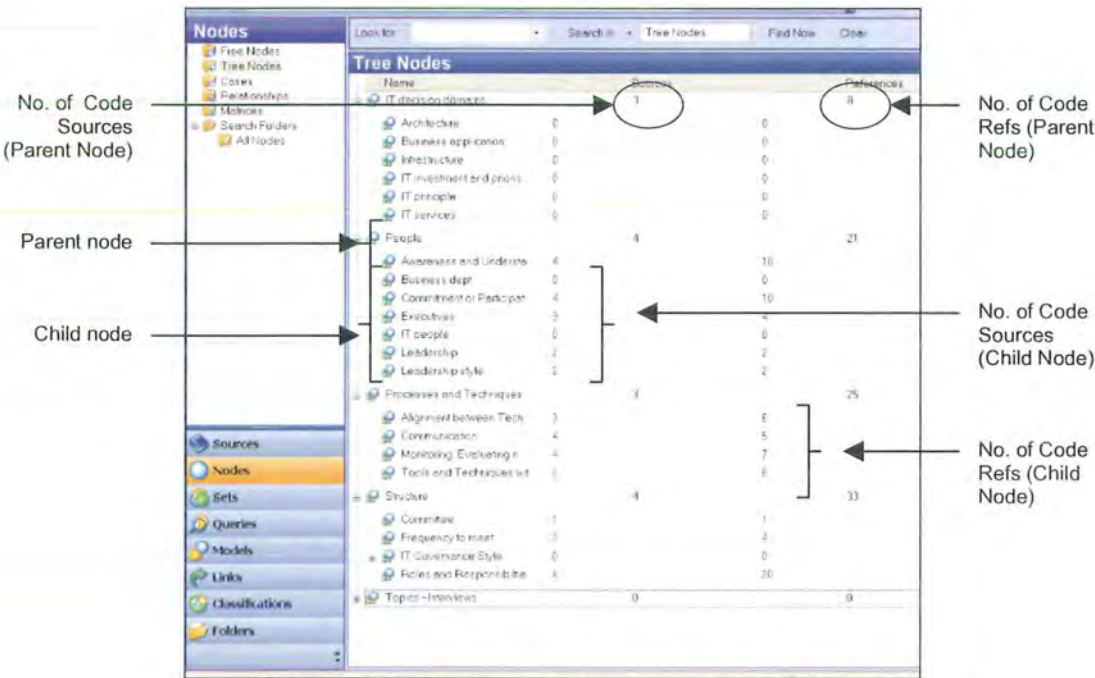 Nodes
Free Nodes
Tree Nodes
Cases
Relationships
Matrices
Search Folders
All Nodes
Sources
Nodes
Sets
Queries
Models
Links
Classifications
Folders
Look for Search in Tree Nodes Find Now Clear
Tree Nodes
Name Sources References
IT decision domains 8
Architecture 0 0
Business application 0 0
Infrastructure 0 0
IT investment and prioris 0 0
IT principle 0 0
IT services 0 0
People 4 21
Awareness and Understa 4 10
Business dept 0 0
Commitment or Participat 4 10
Executives 3 4
IT people 0 0
Leadership 2 2
Leadership style 2 2
Processes and Techniques 25
Alignment between Tech 3 6
Communication 4 5
Monitoring, Evaluating n 4 7
Tools and Techniques wit 6
Structure 4 33
Committee 1 1
Frequency to meet 3 4
IT Governance Style 0 0
Roles and Responsibilitie 4 20
Topics - Interviews 0 0
No. of Code
Sources
(Parent Node)
Parent node
Child node
No. of Code
Refs (Parent
Node)
No. of Code
Sources
(Child Node)
No. of Code
Refs (Child
Node)